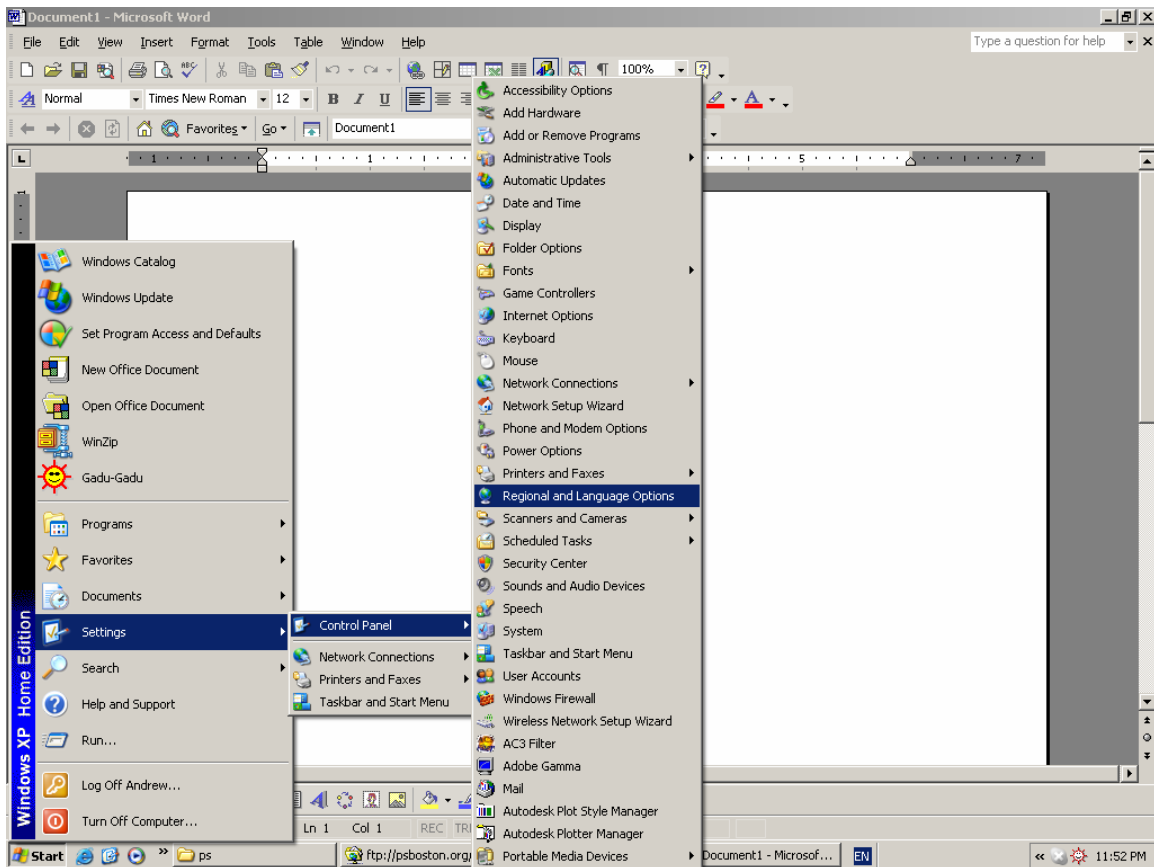 Document1 - Microsoft Word
File Edit View Insert Format Tools Table Window Help
Type a question for help
100%
Normal Times New Roman 12 B I U
Favorites Go Document1
1 1 5 7
1
Accessibility Options
Add Hardware
Add or Remove Programs
Administrative Tools
Automatic Updates
Date and Time
Display
Folder Options
Fonts
Game Controllers
Internet Options
Keyboard
Mouse
Network Connections
Network Setup Wizard
Phone and Modem Options
Power Options
Printers and Faxes
Regional and Language Options
Scanners and Cameras
Scheduled Tasks
Security Center
Sounds and Audio Devices
Speech
System
Taskbar and Start Menu
User Accounts
Windows Firewall
Wireless Network Setup Wizard
AC3 Filter
Adobe Gamma
Mail
Autodesk Plot Style Manager
Autodesk Plotter Manager
Portable Media Devices
Windows Catalog
Windows Update
Set Program Access and Defaults
New Office Document
Open Office Document
WinZip
Gadu-Gadu
Programs
Favorites
Documents
Settings
Search
Help and Support
Run...
Log Off Andrew...
Turn Off Computer...
Windows XP Home Edition
Control Panel
Network Connections
Printers and Faxes
Taskbar and Start Menu
Ln 1 Col 1 REC
Start ps ftp://psboston.org/ Document1 - Microsof... EN 11:52 PM